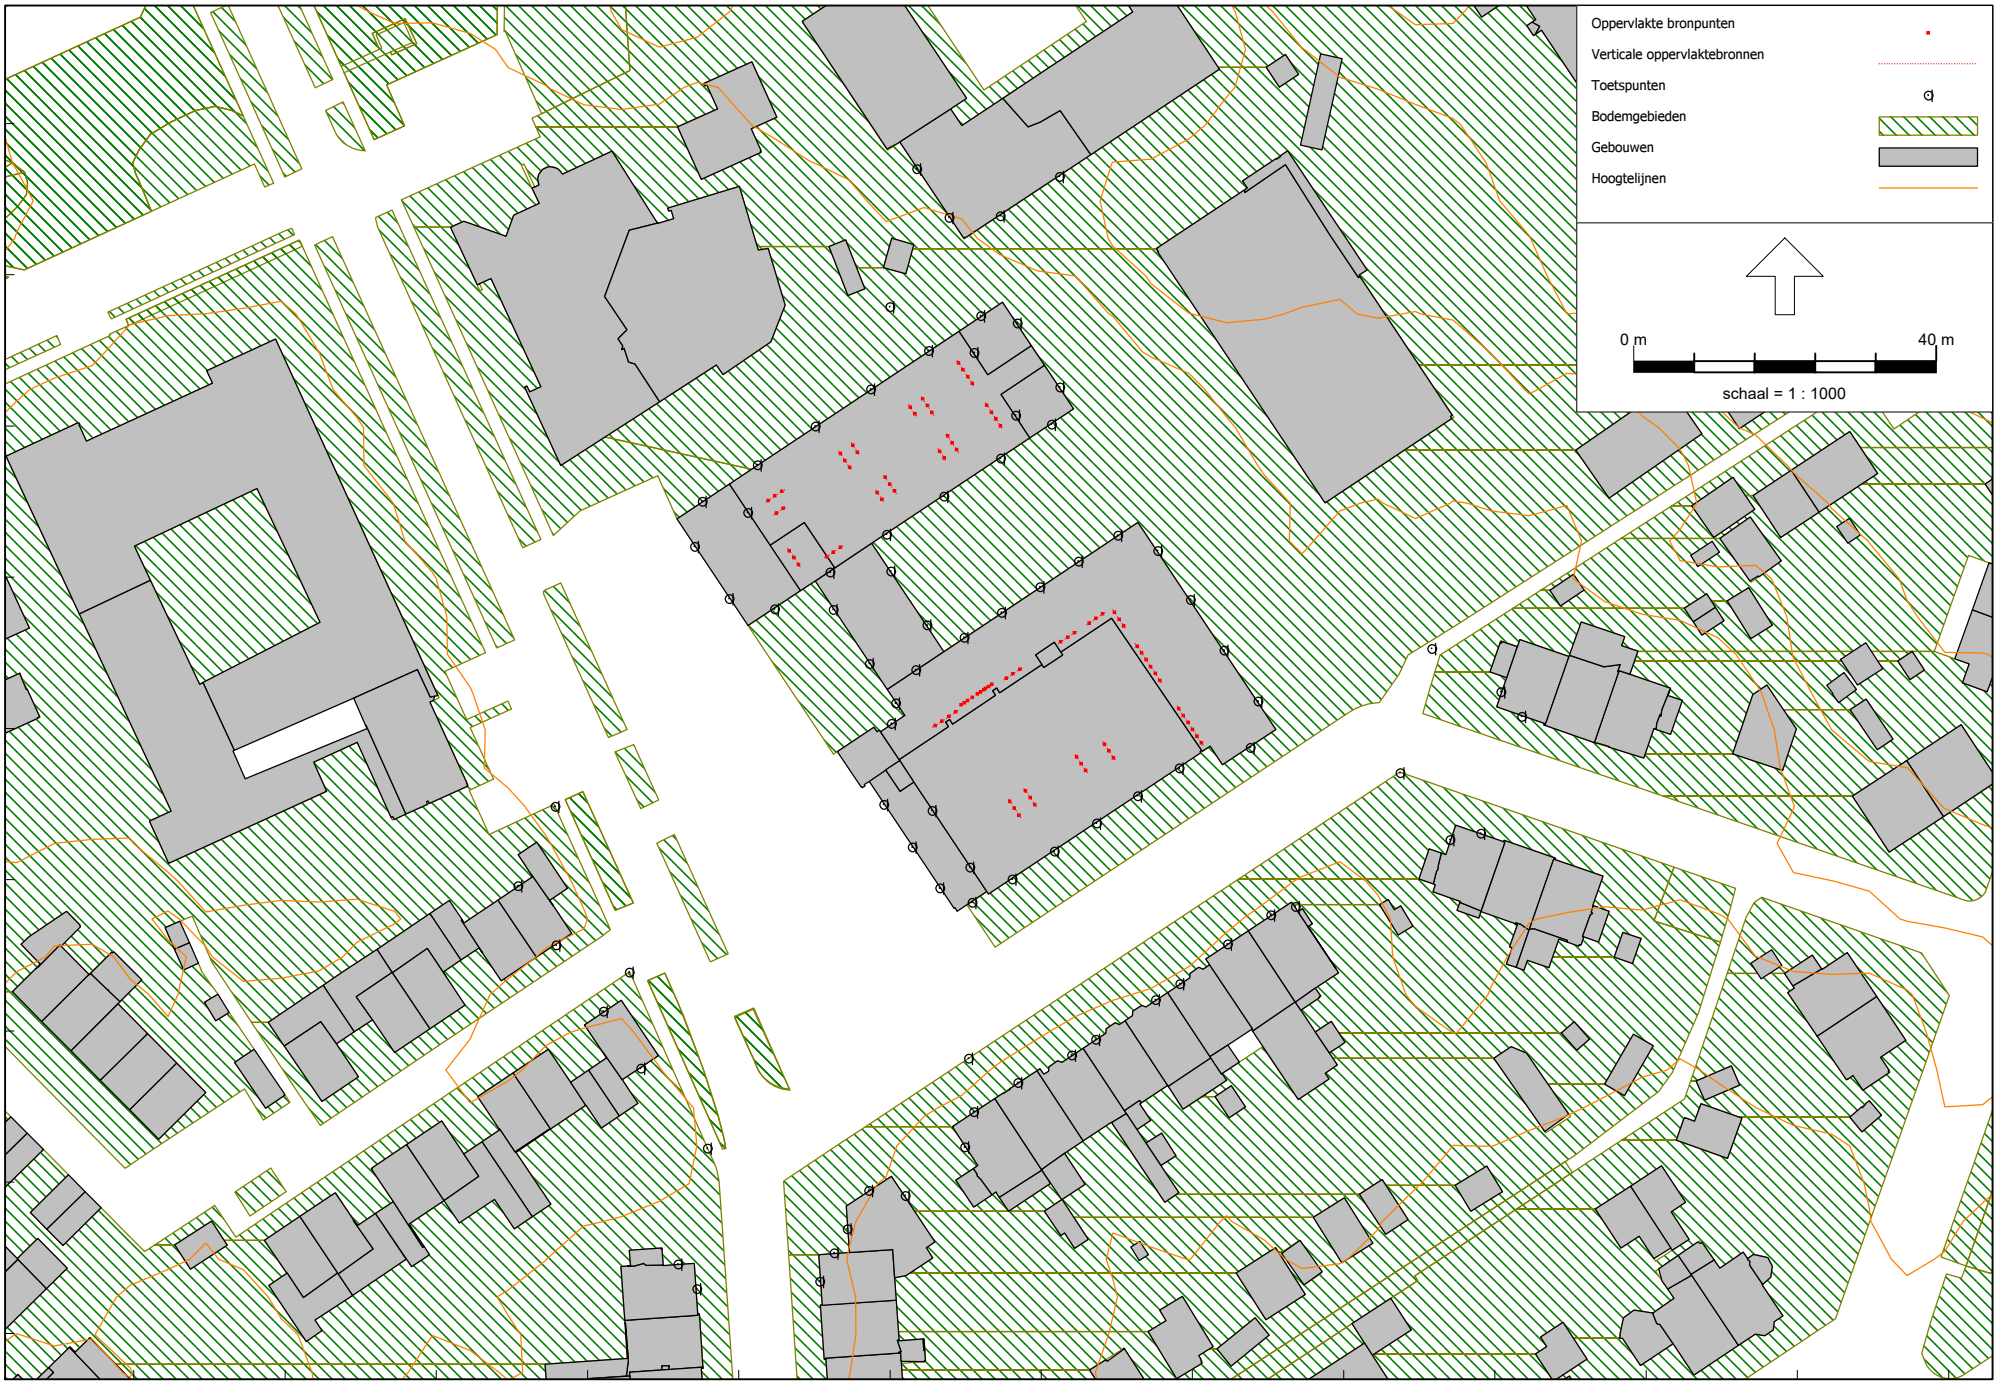 Oppervlakte bronpunten
Verticale oppervlaktebronnen
Toetspunten
Bodemgebieden
Gebouwen
Hoogtelijnen
0 m 40 m
schaal = 1 : 1000